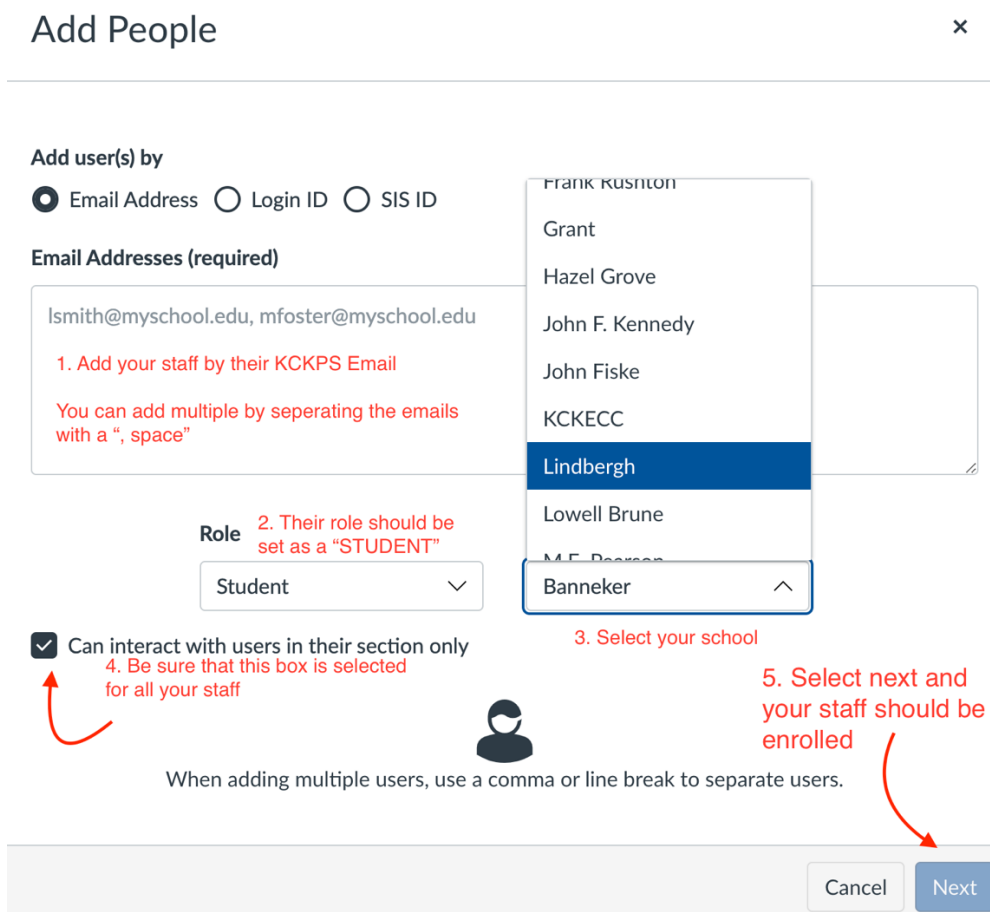 Add People
×
Add user(s) by
Email Address Login ID SIS ID
Email Addresses (required)
lsmith@myschool.edu, mfoster@myschool.edu
1. Add your staff by their KCKPS Email
You can add multiple by seperating the emails
with a “, space”
Frank Rushton
Grant
Hazel Grove
John F. Kennedy
John Fiske
KCKECC
Lindbergh
Lowell Brune
M.E. Pearson
Role
2. Their role should be
set as a “STUDENT”
Student
Banneker
3. Select your school
Can interact with users in their section only
4. Be sure that this box is selected
for all your staff
5. Select next and
your staff should be
enrolled
When adding multiple users, use a comma or line break to separate users.
Cancel
Next